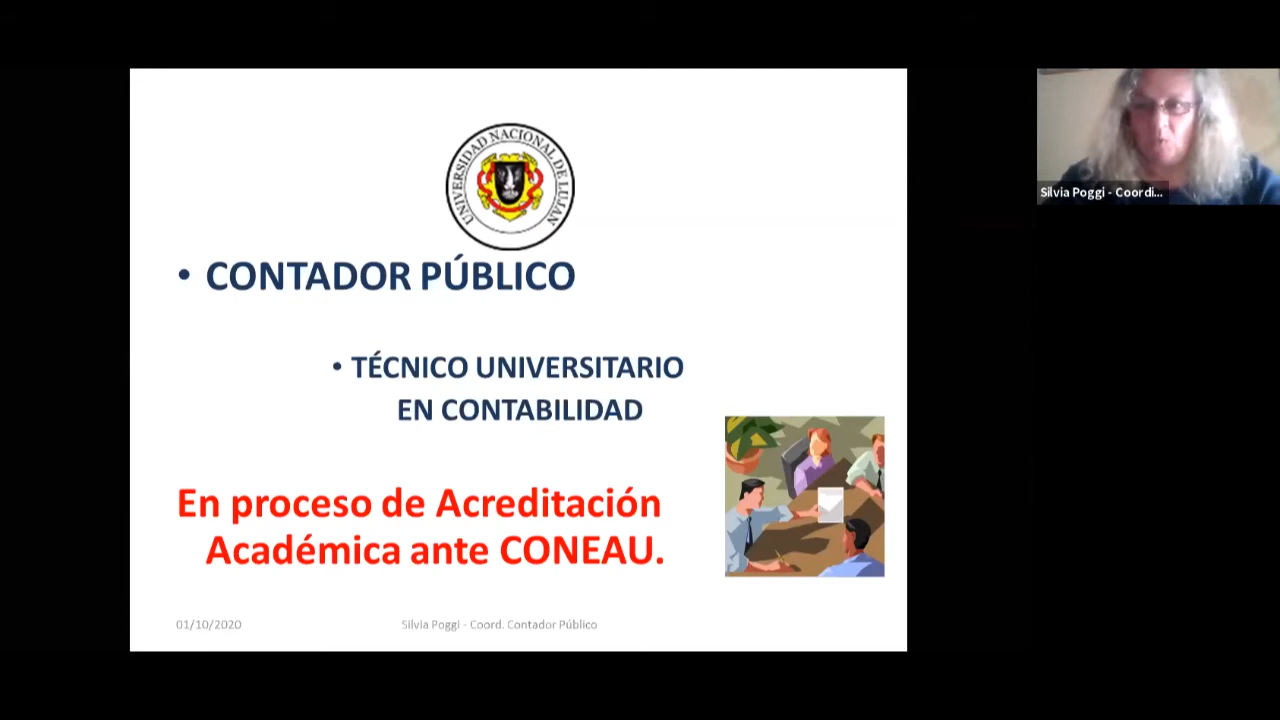 UNIVERSIDAD NACIONAL DE LUJAN
• CONTADOR PÚBLICO
• TÉCNICO UNIVERSITARIO
EN CONTABILIDAD
En proceso de Acreditación
Académica ante CONEAU.
01/10/2020
Silvia Poggi - Coord. Contador Público
Silvia Poggi - Coordi...